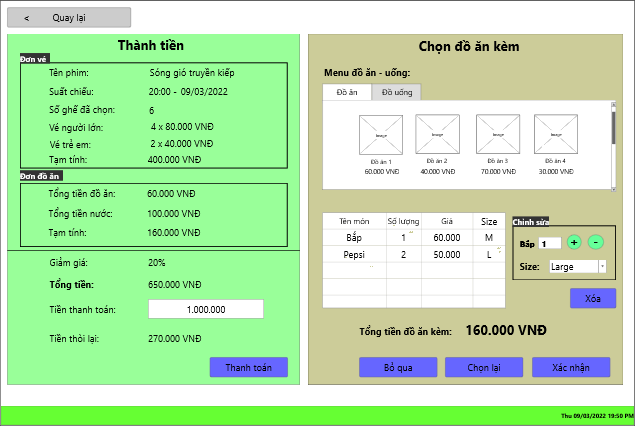 < Quay lại
Thành tiền
Đơn vé
Tên phim: Sóng gió truyền kiếp
Suất chiếu: 20:00 - 09/03/2022
Số ghế đã chọn: 6
Vé người lớn: 4 x 80.000 VNĐ
Vé trẻ em: 2 x 40.000 VNĐ
Tạm tính: 400.000 VNĐ
Đơn đồ ăn
Tổng tiền đồ ăn: 60.000 VNĐ
Tổng tiền nước: 100.000 VNĐ
Tạm tính: 160.000 VNĐ
Giảm giá: 20%
Tổng tiền: 650.000 VNĐ
Tiền thanh toán: 1.000.000
Tiền thời lại: 270.000 VNĐ
Thanh toán
Chọn đồ ăn kèm
Menu đồ ăn - uống:
Đồ ăn Đồ uống
Image Image Image Image
Đồ ăn 1 Đồ ăn 2 Đồ ăn 3 Đồ ăn 4
60.000 VNĐ 40.000 VNĐ 70.000 VNĐ 30.000 VNĐ
Tên món Số lượng Giá Size
Bắp 1 60.000 M
Pepsi 2 50.000 L
Chỉnh sửa
Bắp 1 + -
Size: Large
Xóa
Tổng tiền đồ ăn kèm: 160.000 VNĐ
Bỏ qua Chọn lại Xác nhận
Thu 09/03/2022 19:50 PM